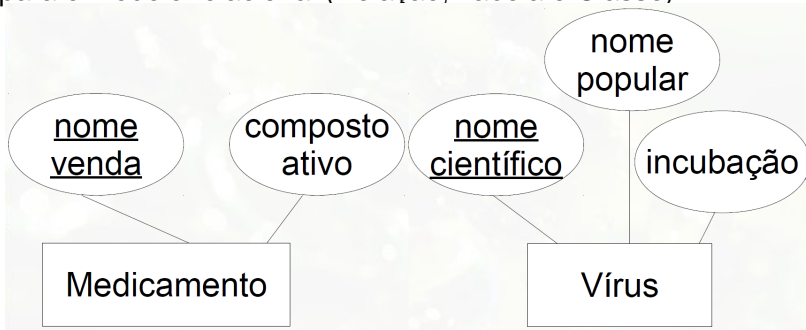 nome
popular
nome
venda
composto
ativo
nome
científico
incubação
Medicamento
Vírus